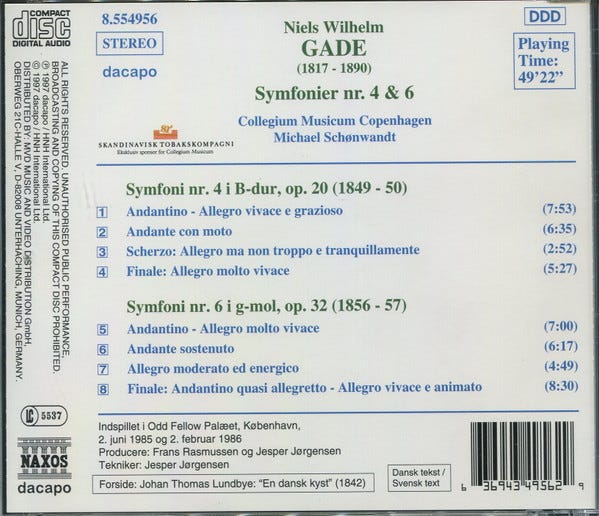 COMPACT
disc
DIGITAL AUDIO
8.554956
STEREO
dacapo
Niels Wilhelm
GADE
(1817 - 1890)
Symfonier nr. 4 & 6
DDD
Playing
Time:
49'22"
Collegium Musicum Copenhagen
Michael Schønwandt
sr
SKANDINAVISK TOBAKSKOMPAGNI
Eksklusiv sponsor for Collegium Musicum
Symfoni nr. 4 i B-dur, op. 20 (1849 - 50)
1 Andantino - Allegro vivace e grazioso (7:53)
2 Andante con moto (6:35)
3 Scherzo: Allegro ma non troppo e tranquillamente (2:52)
4 Finale: Allegro molto vivace (5:27)
Symfoni nr. 6 i g-mol, op. 32 (1856 - 57)
5 Andantino - Allegro molto vivace (7:00)
6 Andante sostenuto (6:17)
7 Allegro moderato ed energico (4:49)
8 Finale: Andantino quasi allegretto - Allegro vivace e animato (8:30)
Indspillet i Odd Fellow Palæet, København,
2. juni 1985 og 2. februar 1986
Producere: Frans Rasmussen og Jesper Jørgensen
Tekniker: Jesper Jørgensen
Forside: Johan Thomas Lundbye: "En dansk kyst" (1842)
Dansk tekst /
Svensk text
6 36943 49562 9
ALL RIGHTS RESERVED. UNAUTHORISED PUBLIC PERFORMANCE,
BROADCASTING AND COPYING OF THIS COMPACT DISC PROHIBITED.
℗ 1997 dacapo / HNH International Ltd.
© 1997 dacapo / HNH International Ltd.
DISTRIBUTED BY: MVD MUSIC AND VIDEO DISTRIBUTION GmbH,
OBERWEG 21C-HALE V, D-82008 UNTERHACHING, MUNICH, GERMANY.
LC 5537
NAXOS
dacapo